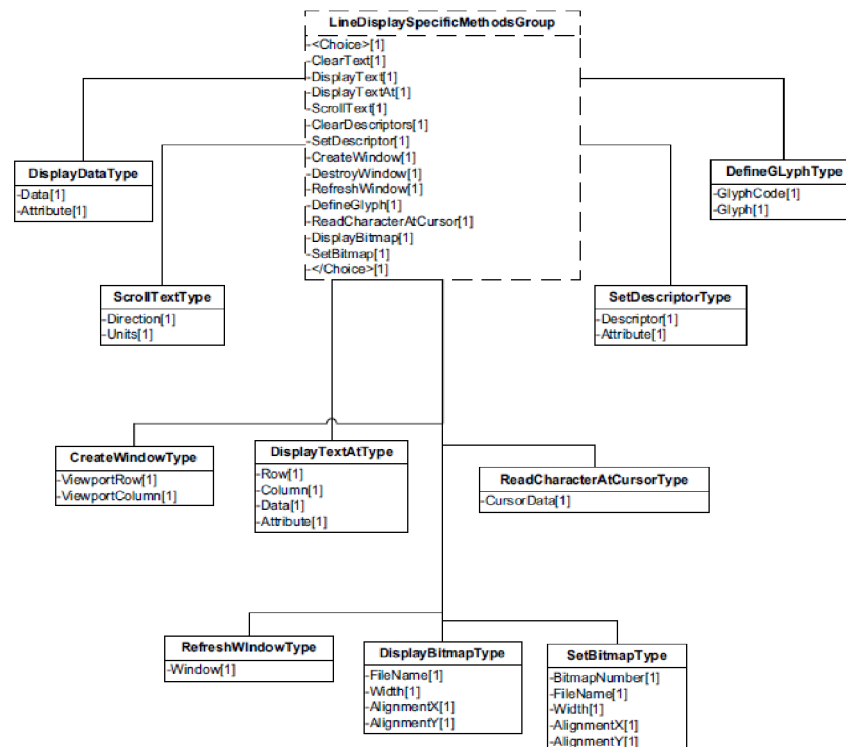 LineDisplaySpecificMethodsGroup
-<Choice>[1]
-ClearText[1]
-DisplayText[1]
-DisplayTextAt[1]
-ScrollText[1]
-ClearDescriptors[1]
-SetDescriptor[1]
-CreateWindow[1]
-DestroyWindow[1]
-RefreshWindow[1]
-DefineGlyph[1]
-ReadCharacterAtCursor[1]
-DisplayBitmap[1]
-SetBitmap[1]
-</Choice>[1]
DisplayDataType
-Data[1]
-Attribute[1]
DefineGLyphType
-GlyphCode[1]
-Glyph[1]
ScrollTextType
-Direction[1]
-Units[1]
SetDescriptorType
-Descriptor[1]
-Attribute[1]
CreateWindowType
-ViewportRow[1]
-ViewportColumn[1]
DisplayTextAtType
-Row[1]
-Column[1]
-Data[1]
-Attribute[1]
ReadCharacterAtCursorType
-CursorData[1]
RefreshWIndowType
-Window[1]
DisplayBitmapType
-FileName[1]
-Width[1]
-AlignmentX[1]
-AlignmentY[1]
SetBitmapType
-BitmapNumber[1]
-FileName[1]
-Width[1]
-AlignmentX[1]
-AlignmentY[1]